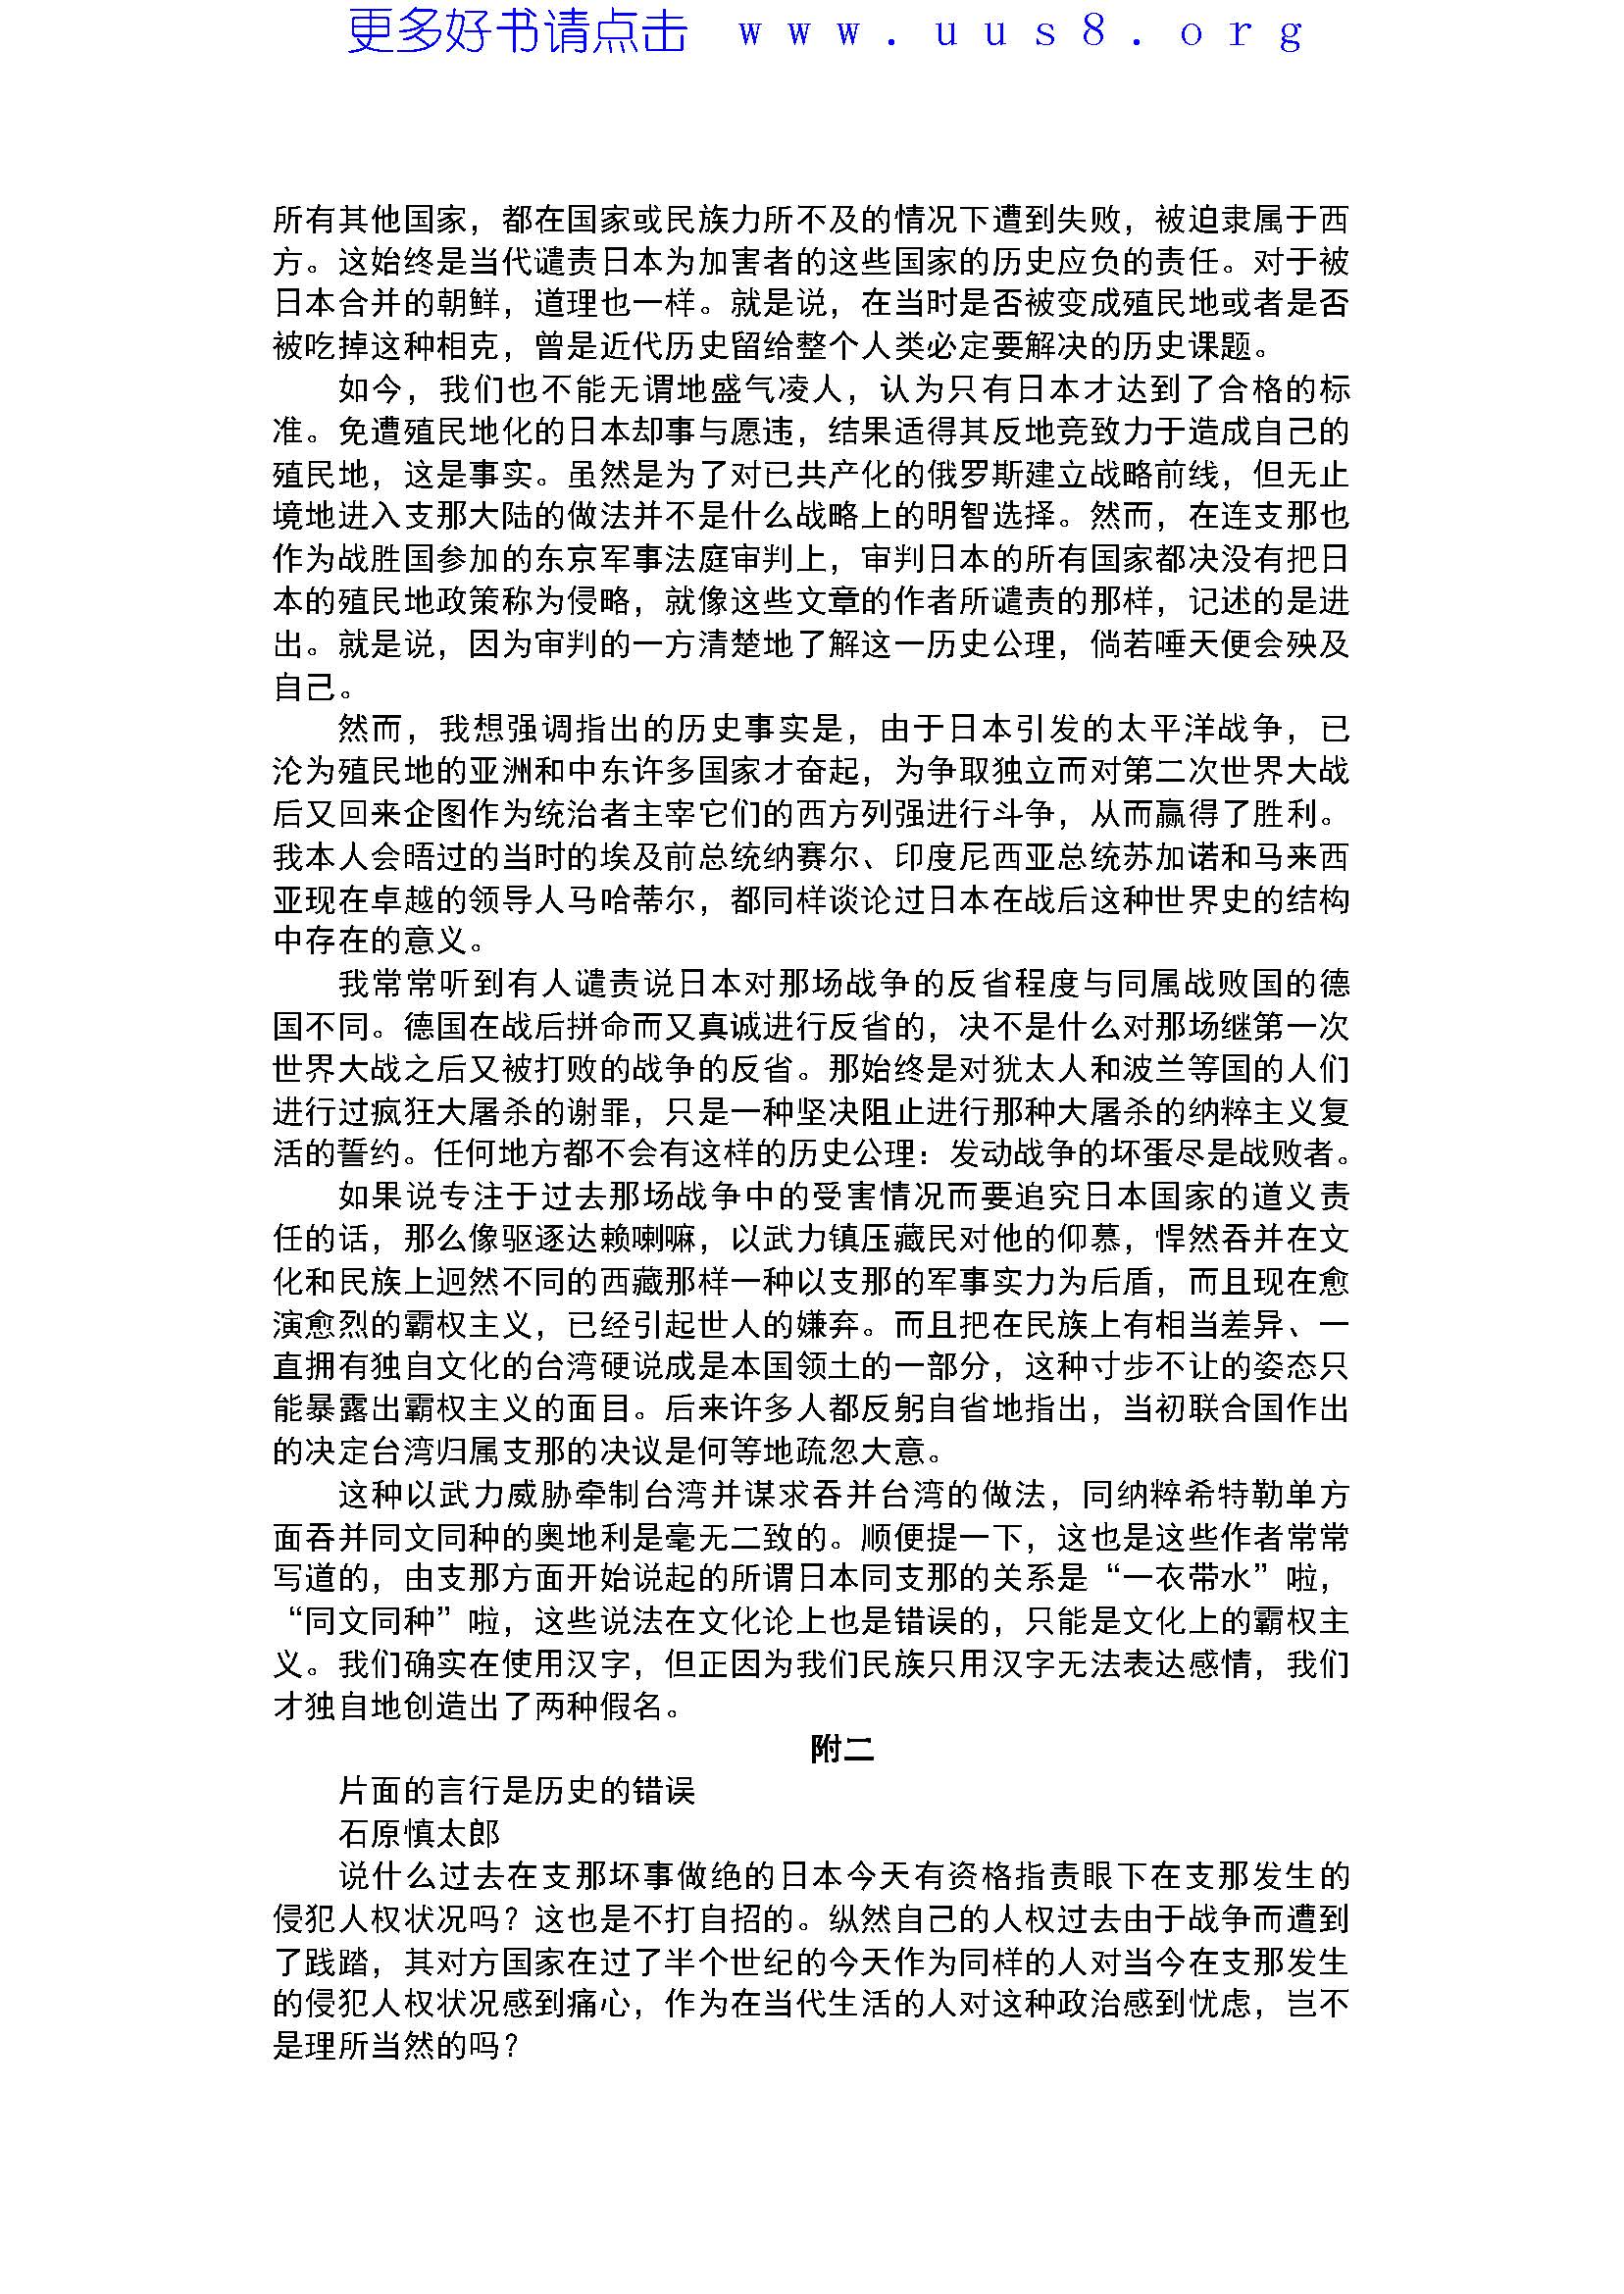 更多好书请点击 www.uus8.org
所有其他国家，都在国家或民族力所不及的情况下遭到失败，被迫隶属于西
方。这始终是当代谴责日本为加害者的这些国家的历史应负的责任。对于被
日本合并的朝鲜，道理也一样。就是说，在当时是否被变成殖民地或者是否
被吃掉这种相克，曾是近代历史留给整个人类必定要解决的历史课题。
如今，我们也不能无谓地盛气凌人，认为只有日本才达到了合格的标
准。免遭殖民地化的日本却事与愿违，结果适得其反地竞致力于造成自己的
殖民地，这是事实。虽然是为了对已共产化的俄罗斯建立战略前线，但无止
境地进入支那大陆的做法并不是什么战略上的明智选择。然而，在连支那也
作为战胜国参加的东京军事法庭审判上，审判日本的所有国家都决没有把日
本的殖民地政策称为侵略，就像这些文章的作者所谴责的那样，记述的是进
出。就是说，因为审判的一方清楚地了解这一历史公理，倘若唾天便会殃及
自己。
然而，我想强调指出的历史事实是，由于日本引发的太平洋战争，已
沦为殖民地的亚洲和中东许多国家才奋起，为争取独立而对第二次世界大战
后又回来企图作为统治者主宰它们的西方列强进行斗争，从而赢得了胜利。
我本人会晤过的当时的埃及前总统纳赛尔、印度尼西亚总统苏加诺和马来西
亚现在卓越的领导人马哈蒂尔，都同样谈论过日本在战后这种世界史的结构
中存在的意义。
我常常听到有人谴责说日本对那场战争的反省程度与同属战败国的德
国不同。德国在战后拼命而又真诚进行反省的，决不是什么对那场继第一次
世界大战之后又被打败的战争的反省。那始终是对犹太人和波兰等国的人们
进行过疯狂大屠杀的谢罪，只是一种坚决阻止进行那种大屠杀的纳粹主义复
活的誓约。任何地方都不会有这样的历史公理：发动战争的坏蛋尽是战败者。
如果说专注于过去那场战争中的受害情况而要追究日本国家的道义责
任的话，那么像驱逐达赖喇嘛，以武力镇压藏民对他的仰慕，悍然吞并在文
化和民族上迥然不同的西藏那样一种以支那的军事实力为后盾，而且现在愈
演愈烈的霸权主义，已经引起世人的嫌弃。而且把在民族上有相当差异、一
直拥有独自文化的台湾硬说成是本国领土的一部分，这种寸步不让的姿态只
能暴露出霸权主义的面目。后来许多人都反躬自省地指出，当初联合国作出
的决定台湾归属支那的决议是何等地疏忽大意。
这种以武力威胁牵制台湾并谋求吞并台湾的做法，同纳粹希特勒单方
面吞并同文同种的奥地利是毫无二致的。顺便提一下，这也是这些作者常常
写道的，由支那方面开始说起的所谓日本同支那的关系是“一衣带水”啦，
“同文同种”啦，这些说法在文化论上也是错误的，只能是文化上的霸权主
义。我们确实在使用汉字，但正因为我们民族只用汉字无法表达感情，我们
才独自地创造出了两种假名。
附二
片面的言行是历史的错误
石原慎太郎
说什么过去在支那坏事做绝的日本今天有资格指责眼下在支那发生的
侵犯人权状况吗？这也是不打自招的。纵然自己的人权过去由于战争而遭到
了践踏，其对方国家在过了半个世纪的今天作为同样的人对当今在支那发生
的侵犯人权状况感到痛心，作为在当代生活的人对这种政治感到忧虑，岂不
是理所当然的吗？